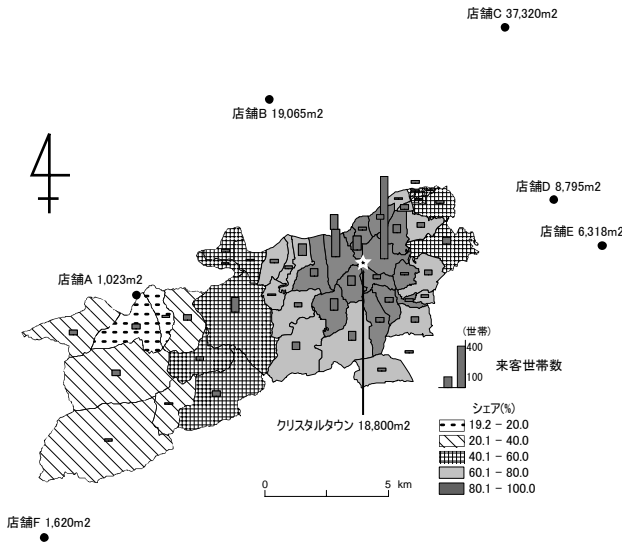 店舗C 37,320m2
店舗B 19,065m2
店舗D 8,795m2
店舗E 6,318m2
店舗A 1,023m2
(世帯)
400
100
来客世帯数
クリスタルタウン 18,800m2
シェア(%)
19.2 - 20.0
20.1 - 40.0
40.1 - 60.0
60.1 - 80.0
80.1 - 100.0
0 5 km
店舗F 1,620m2